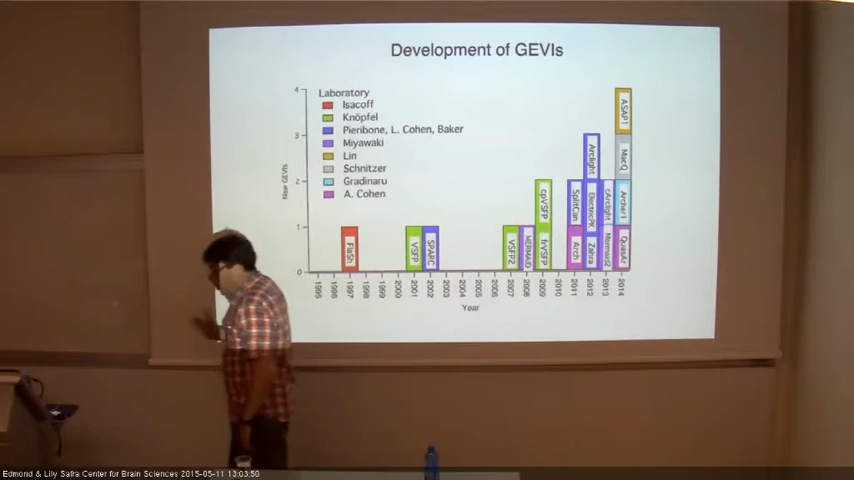 Development of GEVIs
Laboratory
Isacoff
Knöpfel
Pieribone, L. Cohen, Baker
Miyawaki
Lin
Schnitzer
Gradinaru
A. Cohen
New GEVIs
4
3
2
1
0
FlaSh
VSFP
SPARC
VSFP2
MERMAID
cpVSFP
frVSFP
SplitCan
Arch
Arclight
ElectricPK
Zahra
cArclight
Mermaid2
ASAP1
MacQ
Archer1
QuasAr
1995 1996 1997 1998 1999 2000 2001 2002 2003 2004 2005 2006 2007 2008 2009 2010 2011 2012 2013 2014
Year
Edmond & Lily Safra Center for Brain Sciences 2015-05-11 13:03:50